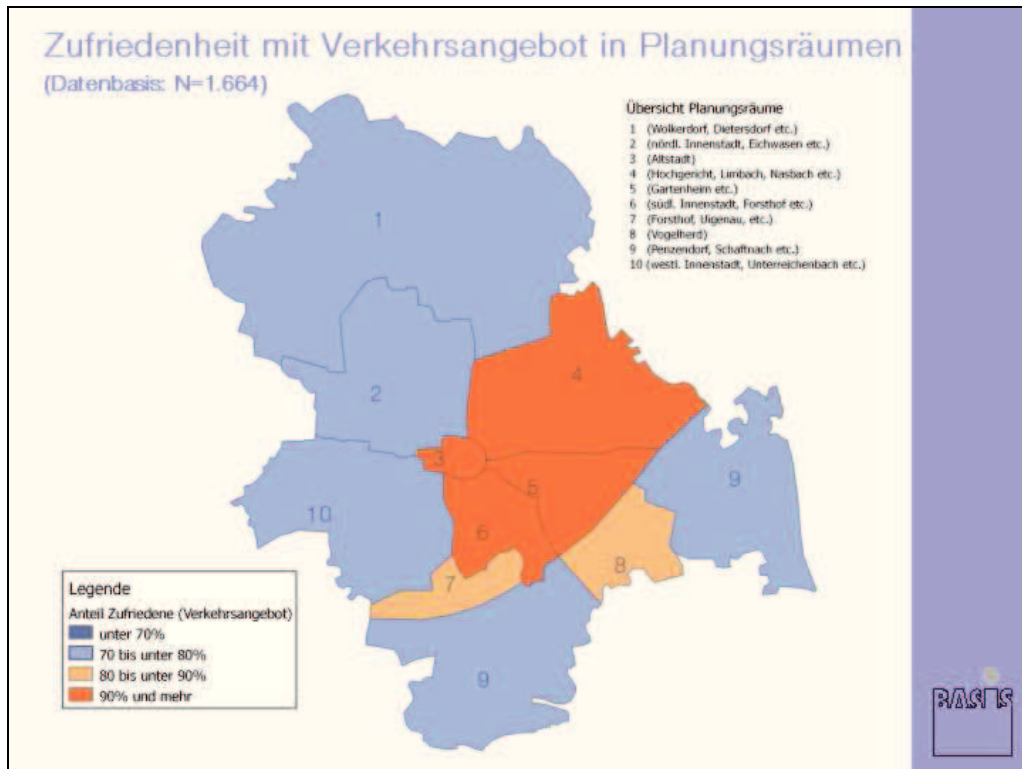 Zufriedenheit mit Verkehrsangebot in Planungsräumen
(Datenbasis: N=1.664)
Übersicht Planungsräume
1 (Wolkerdorf, Dietersdorf etc.)
2 (nördl. Innenstadt, Eichwasen etc.)
3 (Altstadt)
4 (Hochgericht, Limbach, Nasbach etc.)
5 (Gartenheim etc.)
6 (südl. Innenstadt, Forsthof etc.)
7 (Forsthof, Uigenau, etc.)
8 (Vogelherd)
9 (Penzendorf, Schaftnach etc.)
10 (westl. Innenstadt, Unterreichenbach etc.)
1
4
2
3
9
5
10
6
8
7
9
Legende
Anteil Zufriedene (Verkehrsangebot)
unter 70%
70 bis unter 80%
80 bis unter 90%
90% und mehr
BASIS